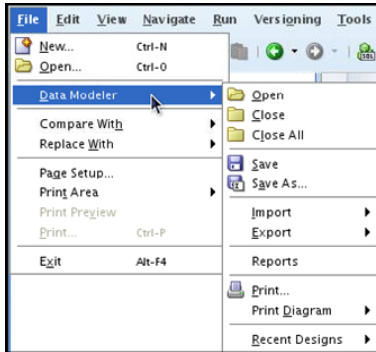 File Edit View Navigate Run Versioning Tools
New... Ctrl-N
Open... Ctrl-O
Data Modeler
Compare With
Replace With
Page Setup...
Print Area
Print Preview
Print... Ctrl-P
Exit Alt-F4
Open
Close
Close All
Save
Save As...
Import
Export
Reports
Print...
Print Diagram
Recent Designs
SQL